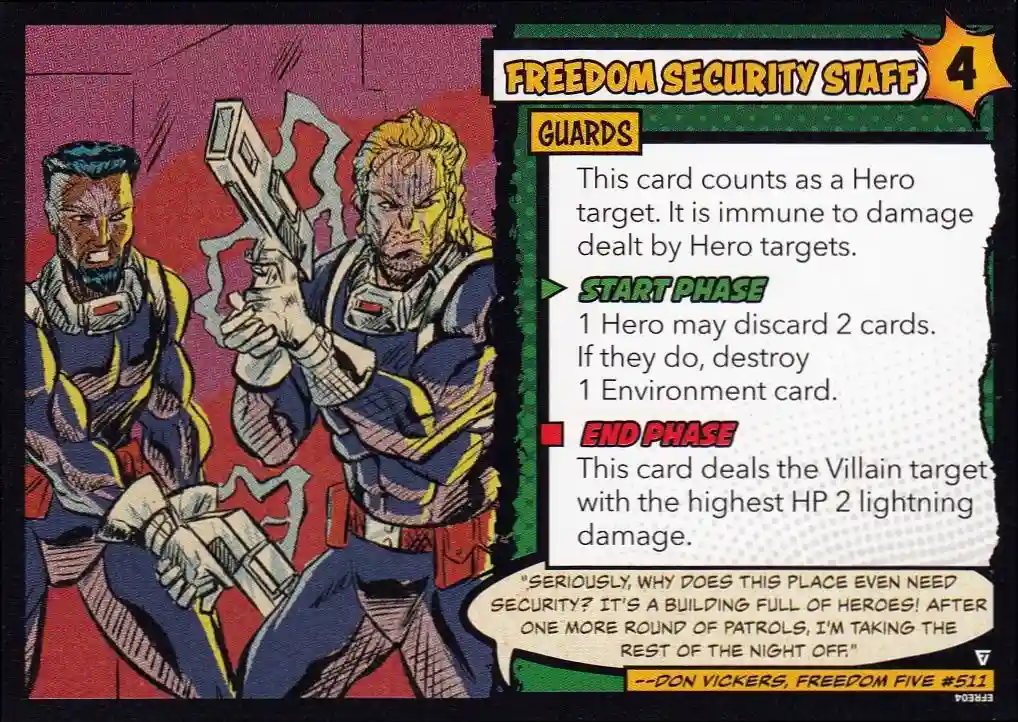 FREEDOM SECURITY STAFF
4
GUARDS
This card counts as a Hero
target. It is immune to damage
dealt by Hero targets.
START PHASE
1 Hero may discard 2 cards.
If they do, destroy
1 Environment card.
END PHASE
This card deals the Villain target
with the highest HP 2 lightning
damage.
"SERIOUSLY, WHY DOES THIS PLACE EVEN NEED
SECURITY? IT'S A BUILDING FULL OF HEROES! AFTER
ONE MORE ROUND OF PATROLS, I'M TAKING THE
REST OF THE NIGHT OFF."
--DON VICKERS, FREEDOM FIVE #511
EFRE04